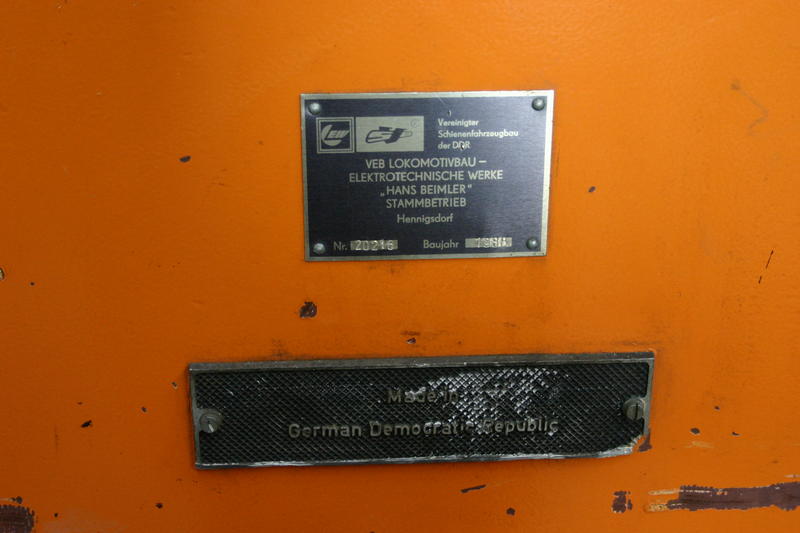 LEW
Vereinigter
Schienenfahrzeugbau
der DDR
VEB LOKOMOTIVBAU –
ELEKTROTECHNISCHE WERKE
„HANS BEIMLER"
STAMMBETRIEB
Hennigsdorf
Nr. 20216 Baujahr
Made in
German Democratic Republic